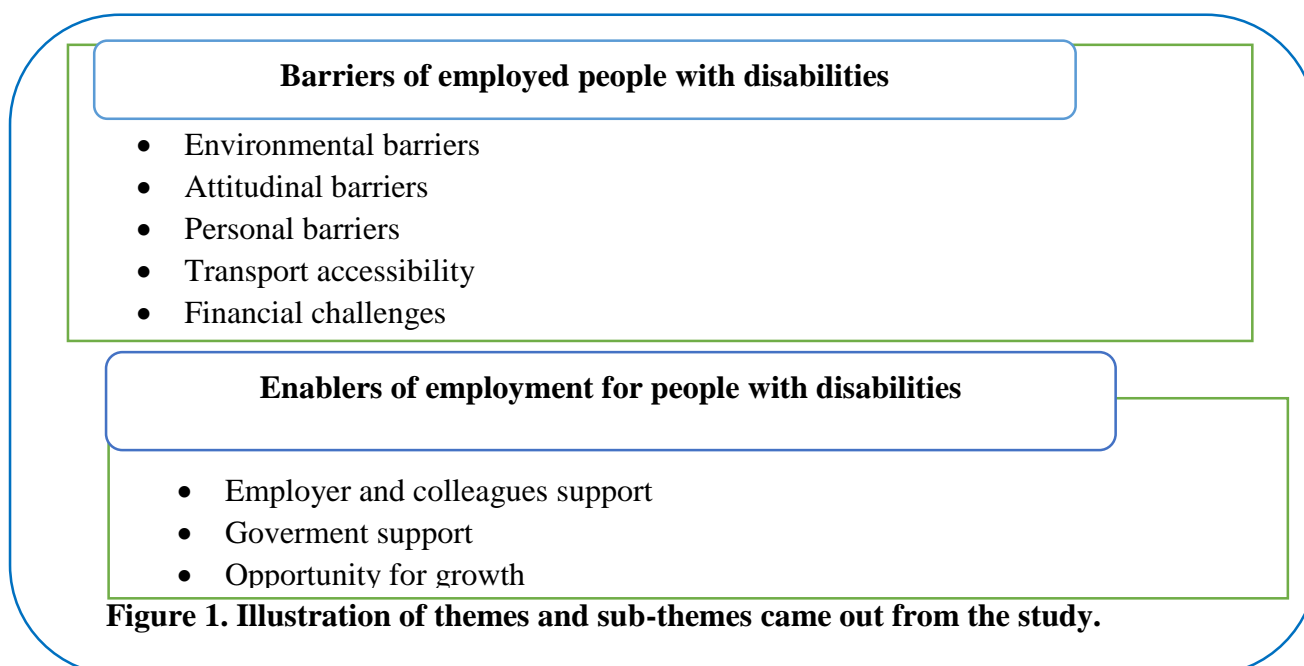 Barriers of employed people with disabilities
• Environmental barriers
• Attitudinal barriers
• Personal barriers
• Transport accessibility
• Financial challenges
Enablers of employment for people with disabilities
• Employer and colleagues support
• Goverment support
• Opportunity for growth
Figure 1. Illustration of themes and sub-themes came out from the study.